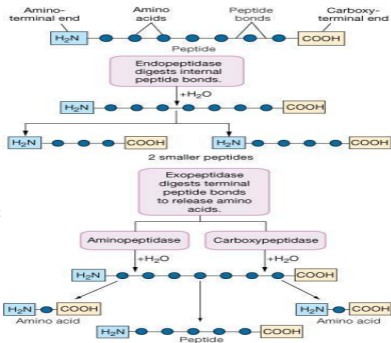 Amino-
terminal end
Amino
acids
Peptide
bonds
Carboxy-
terminal end
H₂N
COOH
Peptide
Endopeptidase
digests internal
peptide bonds.
+H₂O
H₂N
COOH
H₂N
COOH
H₂N
COOH
2 smaller peptides
Exopeptidase
digests terminal
peptide bonds
to release amino
acids.
Aminopeptidase
Carboxypeptidase
+H₂O
+H₂O
H₂N
COOH
H₂N
COOH
Amino acid
H₂N
COOH
Amino acid
H₂N
COOH
Peptide